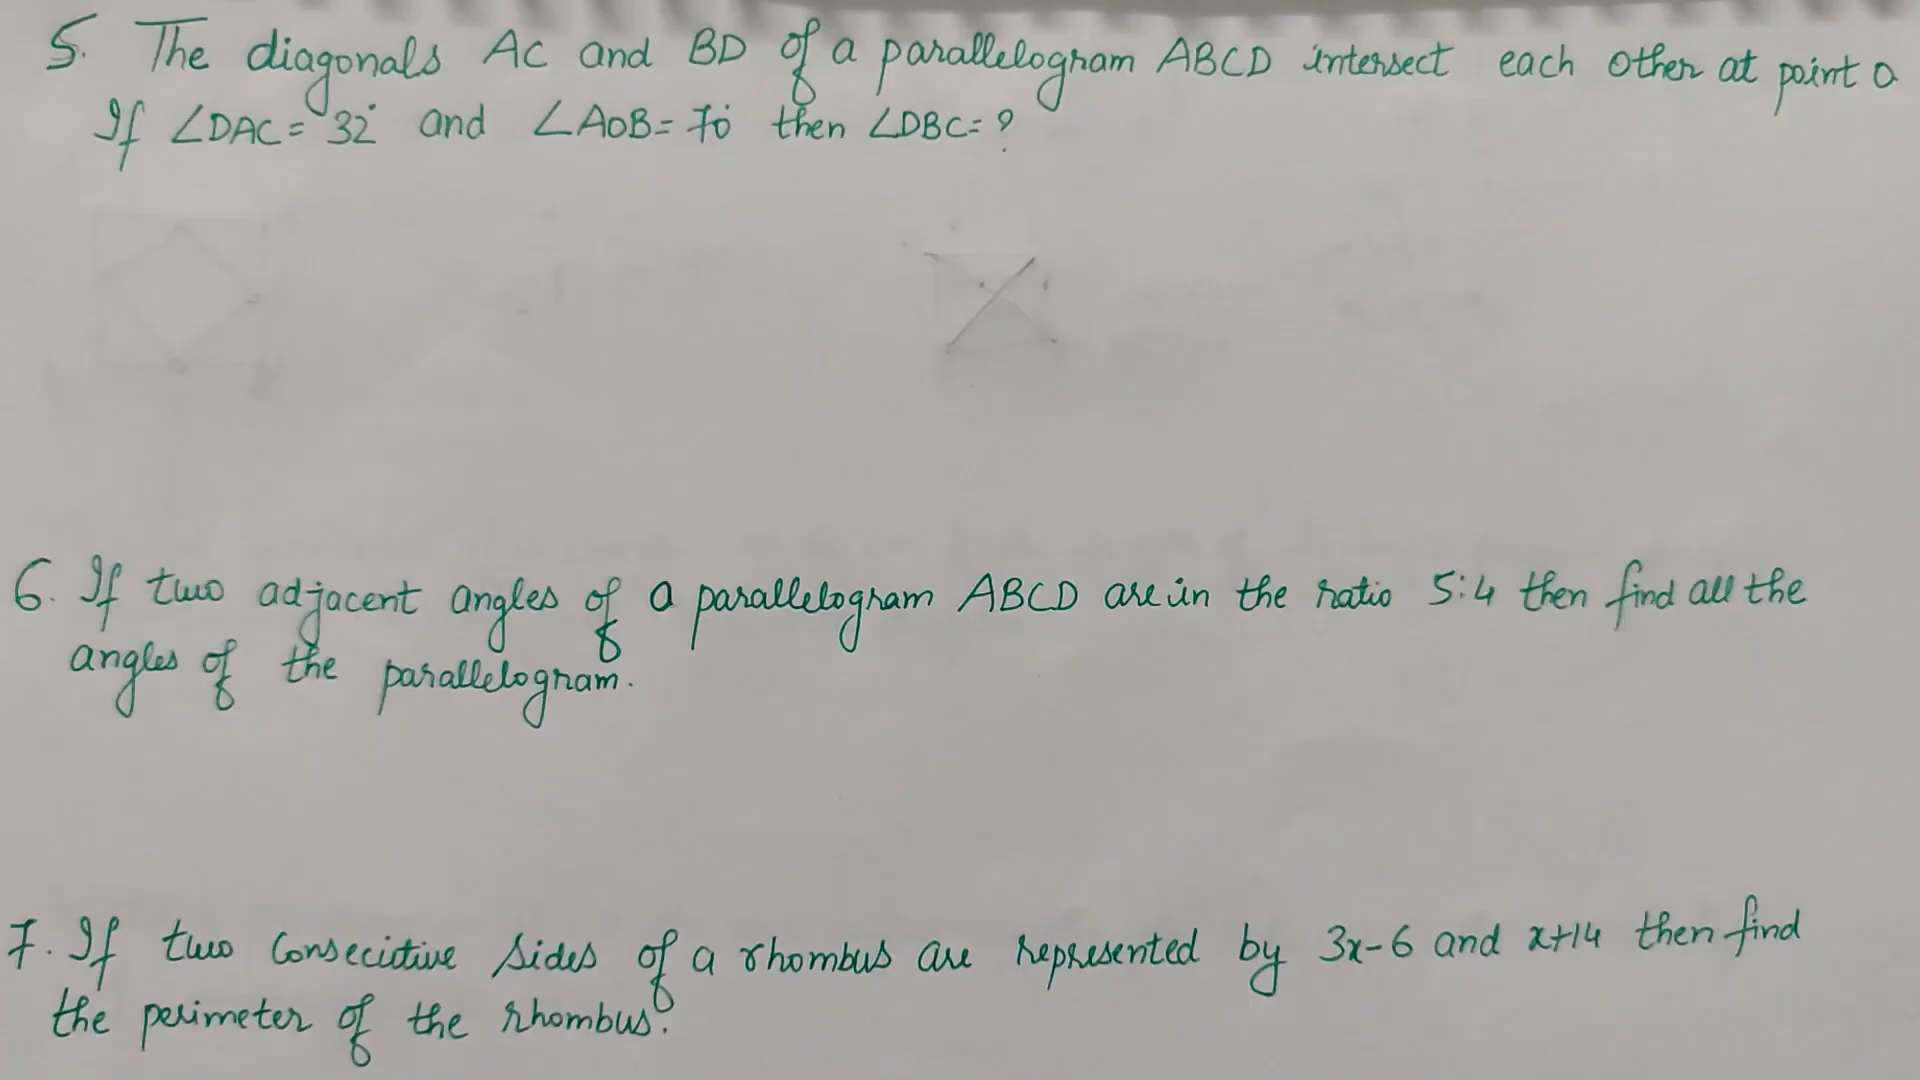 5. The diagonals AC and BD of a parallelogram ABCD intersect each other at point O
If ∠DAC = 32° and ∠AOB = 70° then ∠DBC = ?
6. If two adjacent angles of a parallelogram ABCD are in the ratio 5:4 then find all the
angles of the parallelogram.
7. If two Consecitive sides of a rhombus are represented by 3x-6 and x+14 then find
the perimeter of the rhombus?